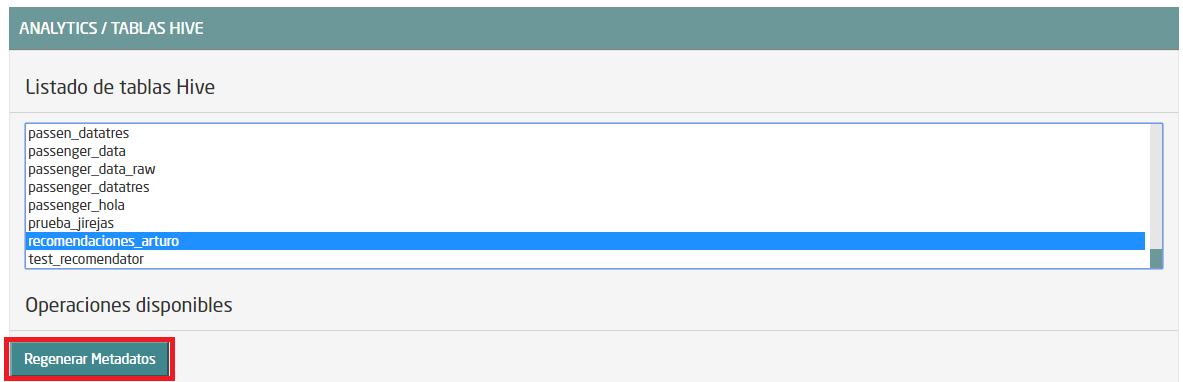 ANALYTICS / TABLAS HIVE
Listado de tablas Hive
passen_datatres
passenger_data
passenger_data_raw
passenger_datatres
passenger_hola
prueba_jirejas
recomendaciones_arturo
test_recomendator
Operaciones disponibles
Regenerar Metadatos